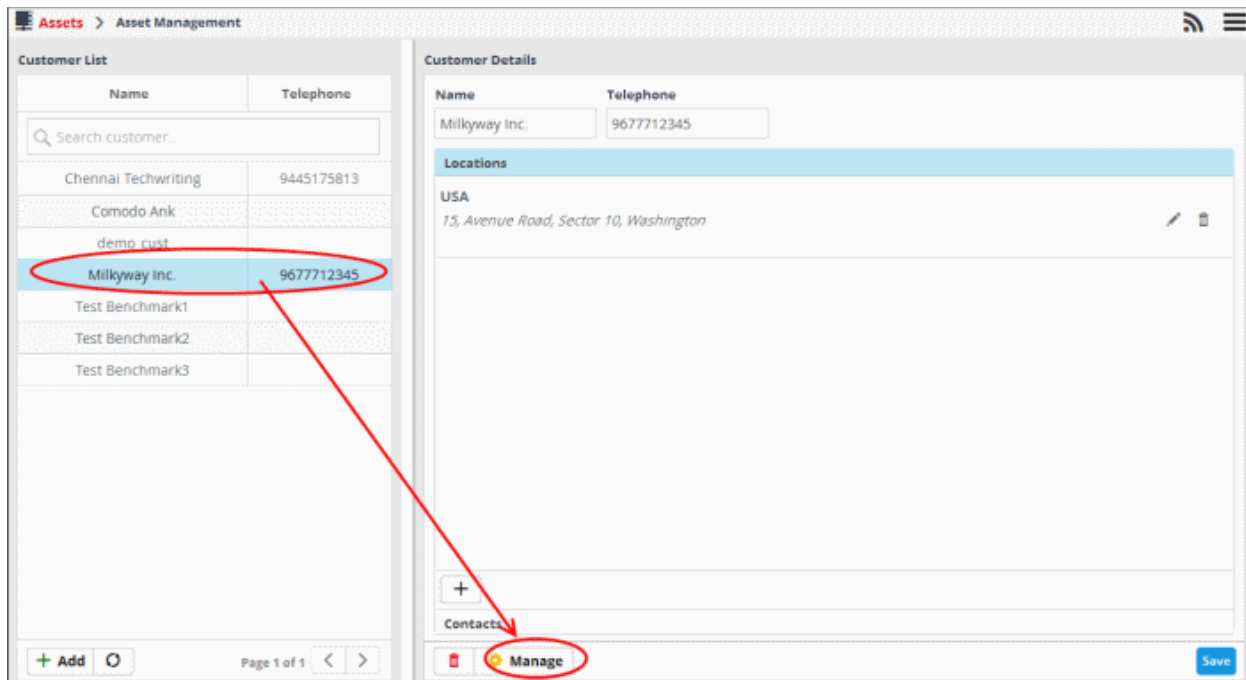 Assets > Asset Management
Customer List
Name Telephone
Search customer..
Chennai Techwriting 9445175813
Comodo Ank
demo_cust
Milkyway Inc. 9677712345
Test Benchmark1
Test Benchmark2
Test Benchmark3
+ Add
Page 1 of 1 < >
Customer Details
Name Telephone
Milkyway Inc. 9677712345
Locations
USA
15, Avenue Road, Sector 10, Washington
+
Contacts
Manage
Save